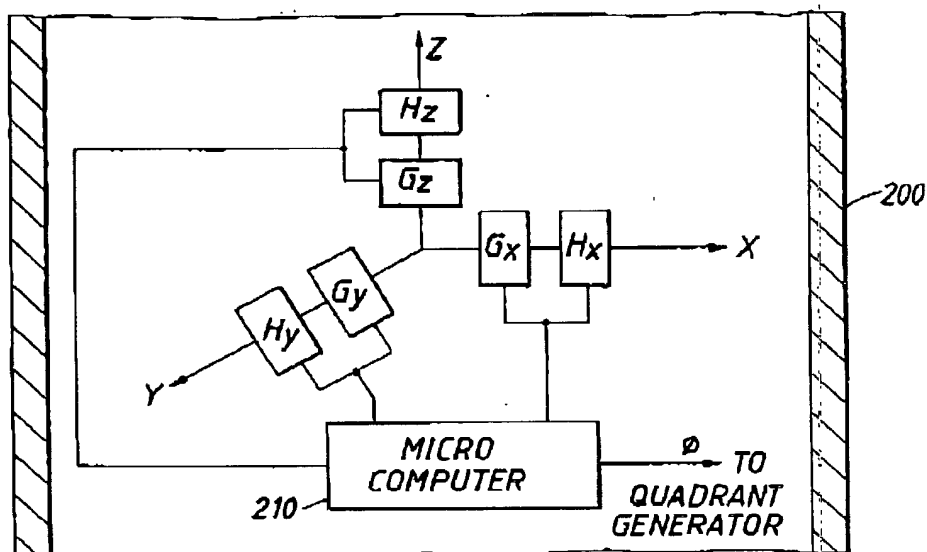 Z
Hz
Gz
200
Gx
Hx
X
Gy
Hy
Y
MICRO
COMPUTER
ø
TO
QUADRANT
GENERATOR
210